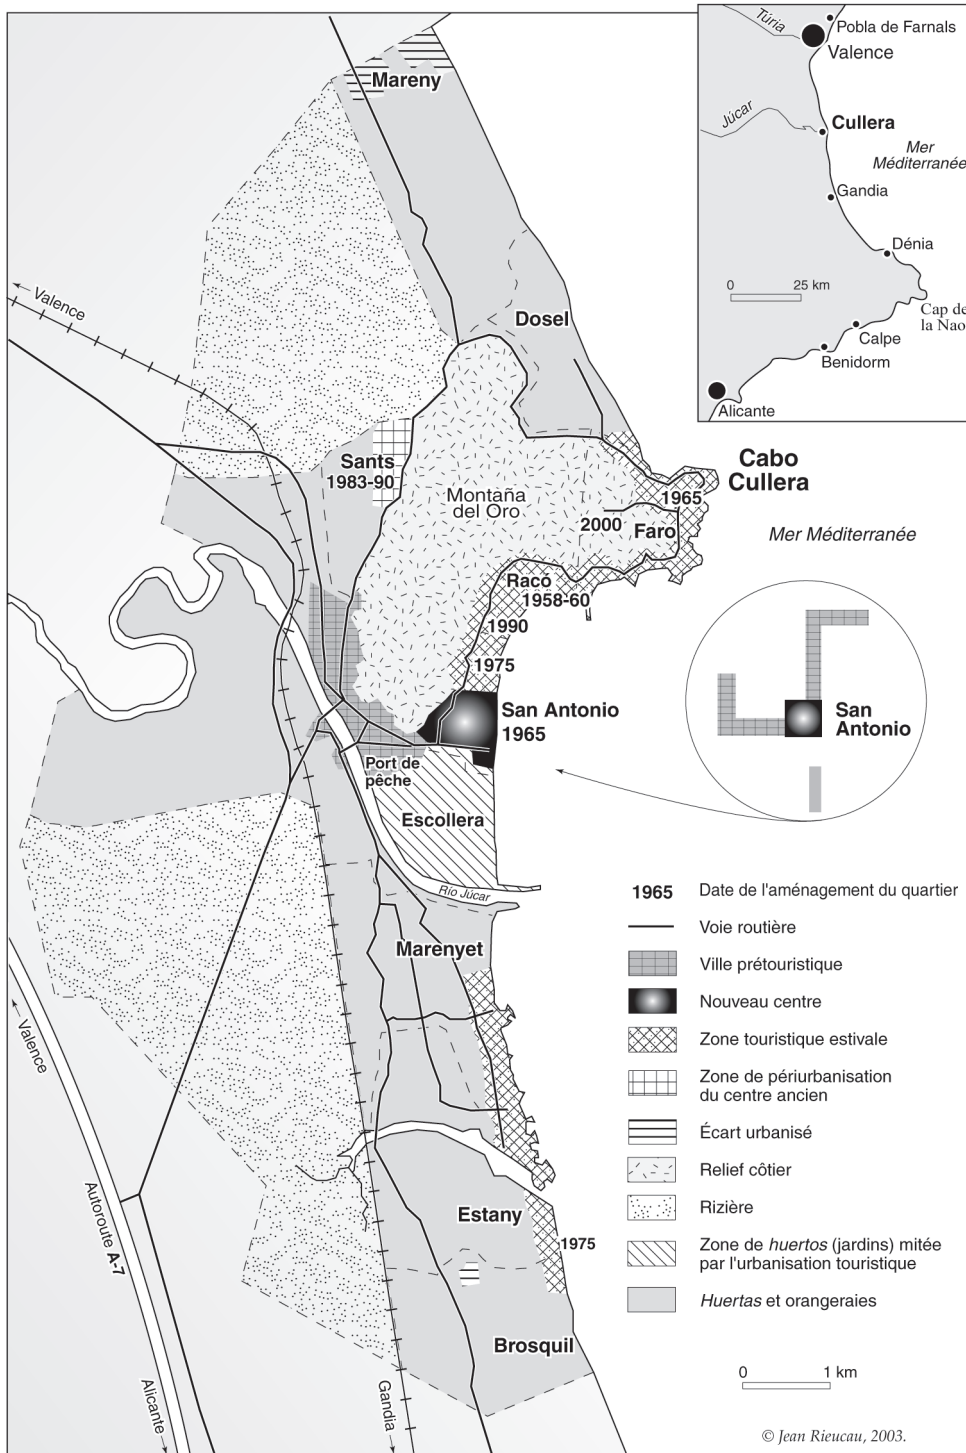 Mareny
Valence
Dosel
Sants
1983-90
Montaña
del Oro
Cabo
Cullera
1965
2000
Faro
Mer Méditerranée
Racó
1958-60
1990
1975
San Antonio
1965
Port de
pêche
Escollera
Río Júcar
Marenyet
Valence
Autoroute A-7
Alicante
Estany
1975
Brosquil
Gandia
Túria
Pobla de Farnals
Valence
Júcar
Cullera
Mer
Méditerranée
Gandia
Dénia
0 25 km
Cap de
la Nao
Calpe
Benidorm
Alicante
San
Antonio
1965 Date de l'aménagement du quartier
Voie routière
Ville prétouristique
Nouveau centre
Zone touristique estivale
Zone de périurbanisation
du centre ancien
Écart urbanisé
Relief côtier
Rizière
Zone de huertos (jardins) mitée
par l'urbanisation touristique
Huertas et orangeraies
0 1 km
© Jean Rieucau, 2003.